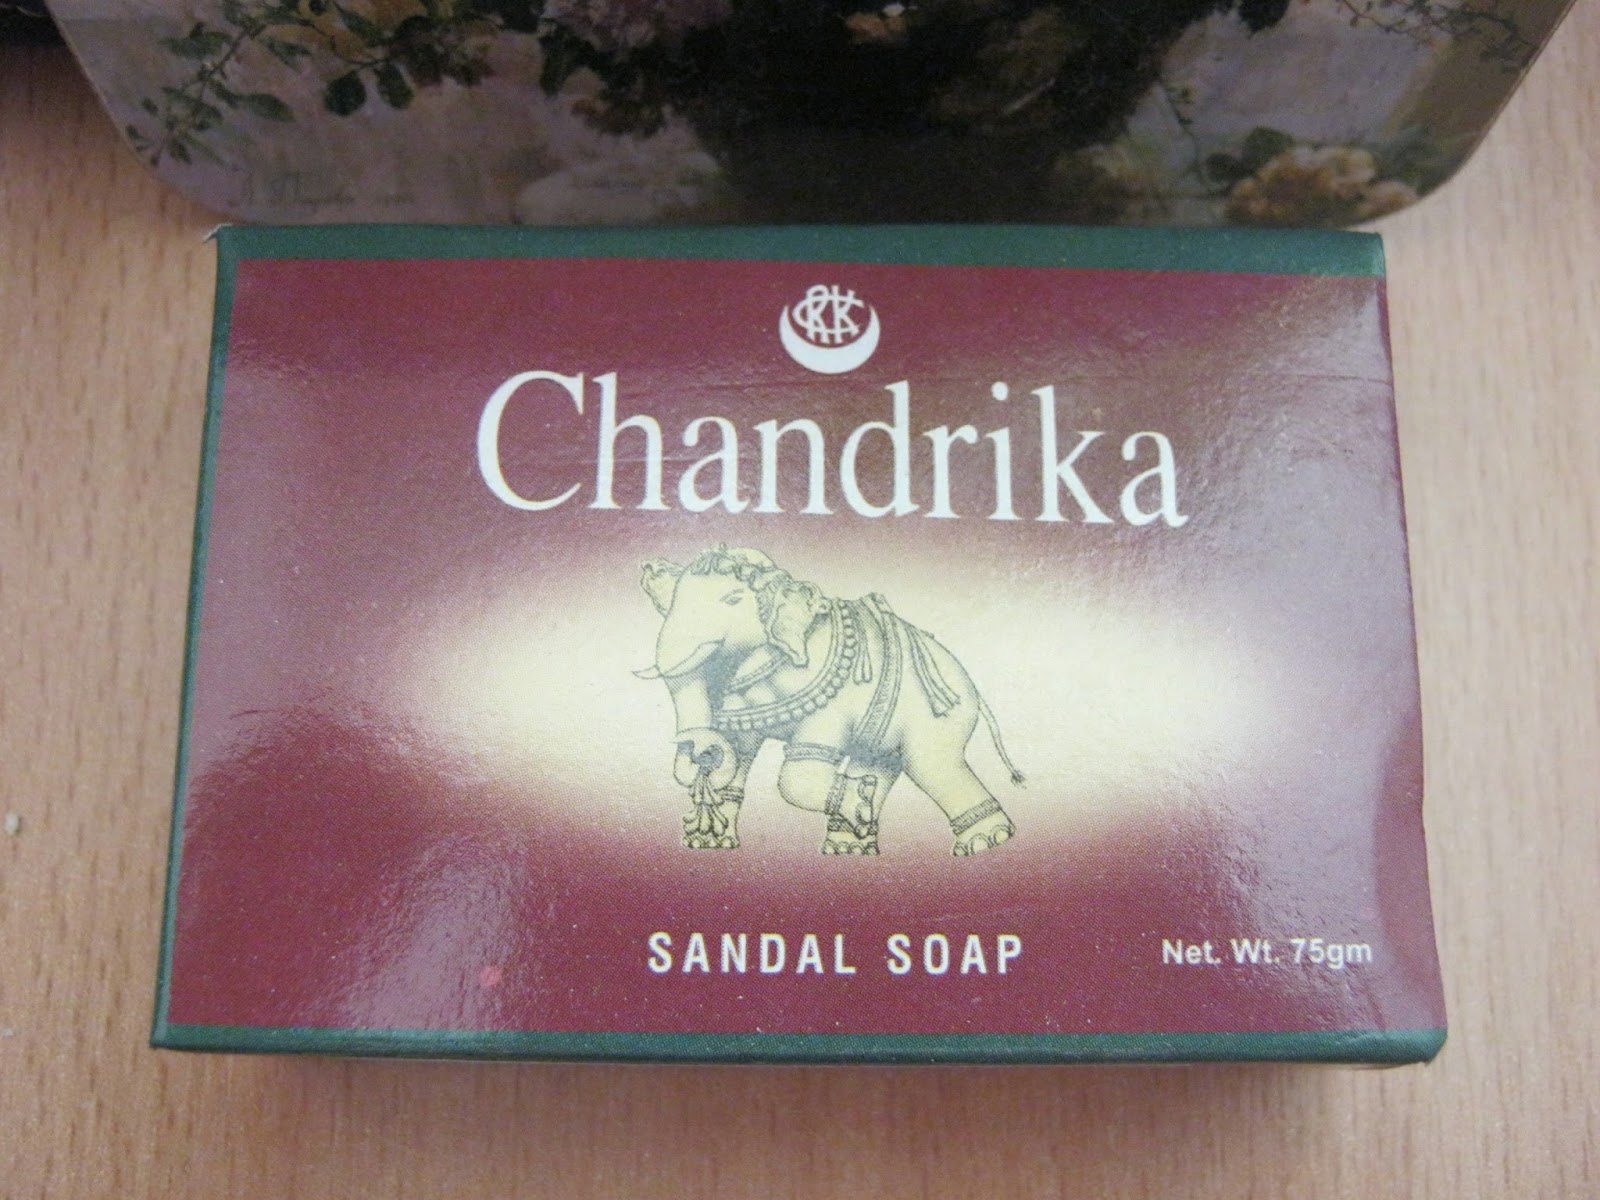 Chandrika
SANDAL SOAP
Net. Wt. 75gm